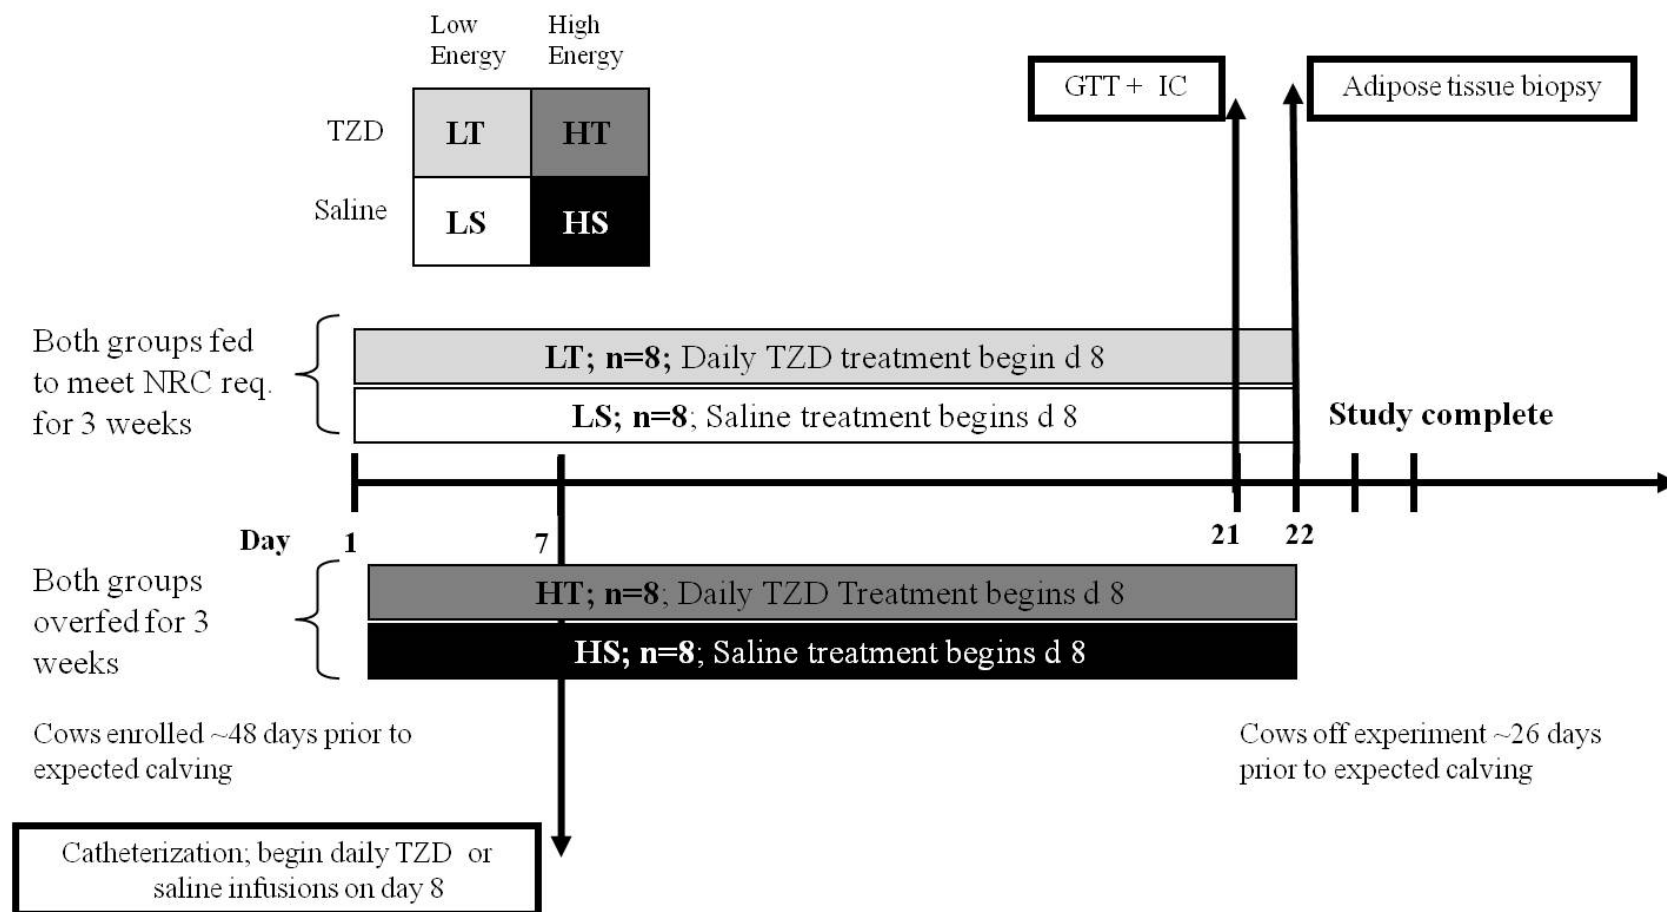 Low
Energy
High
Energy
TZD
LT
HT
Saline
LS
HS
GTT + IC
Adipose tissue biopsy
Both groups fed
to meet NRC req.
for 3 weeks
LT; n=8; Daily TZD treatment begin d 8
LS; n=8; Saline treatment begins d 8
Study complete
Day
1
7
21
22
Both groups
overfed for 3
weeks
HT; n=8; Daily TZD Treatment begins d 8
HS; n=8; Saline treatment begins d 8
Cows enrolled ~48 days prior to
expected calving
Cows off experiment ~26 days
prior to expected calving
Catheterization; begin daily TZD or
saline infusions on day 8